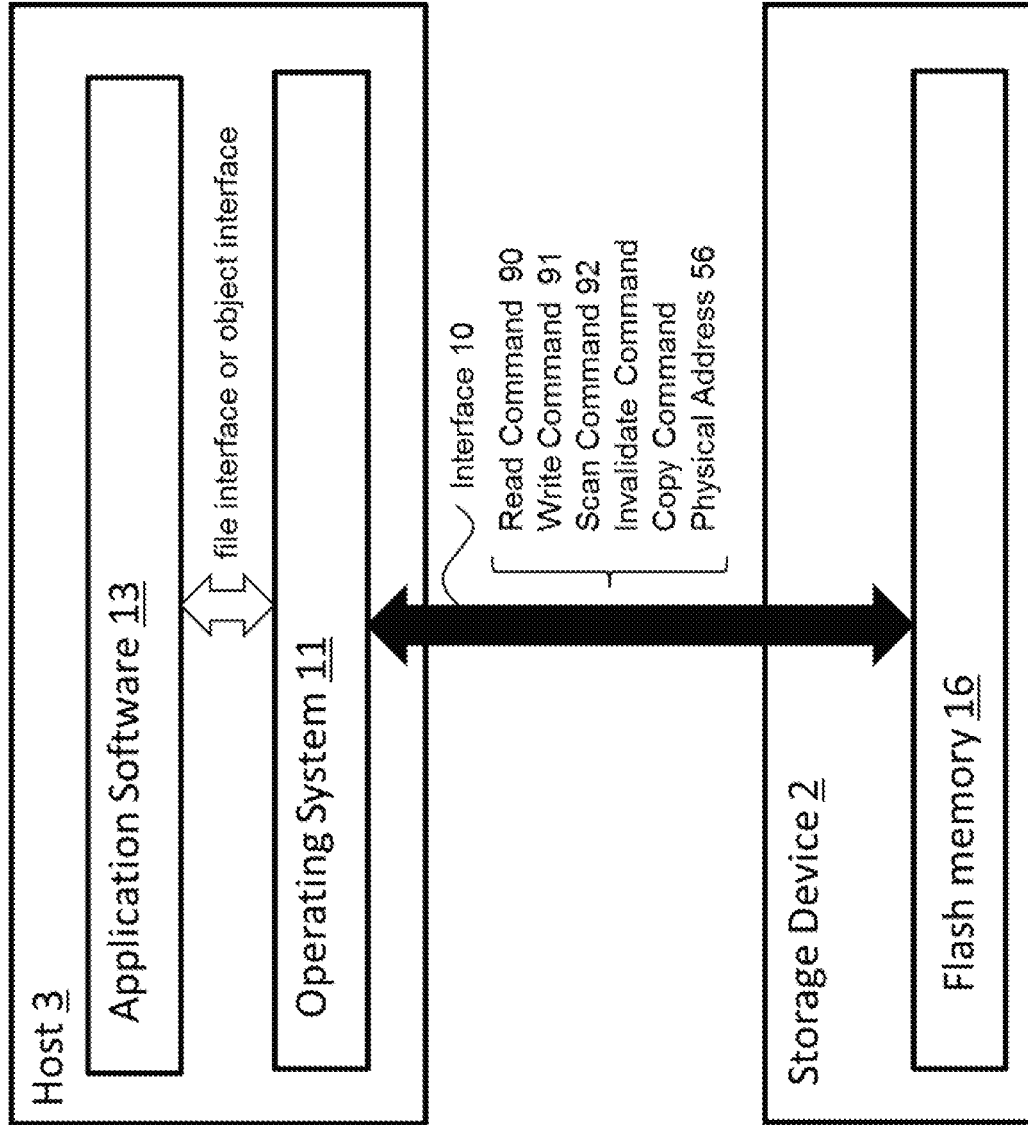 Host 3
Application Software 13
file interface or object interface
Operating System 11
Interface 10
Read Command 90
Write Command 91
Scan Command 92
Invalidate Command
Copy Command
Physical Address 56
Storage Device 2
Flash memory 16